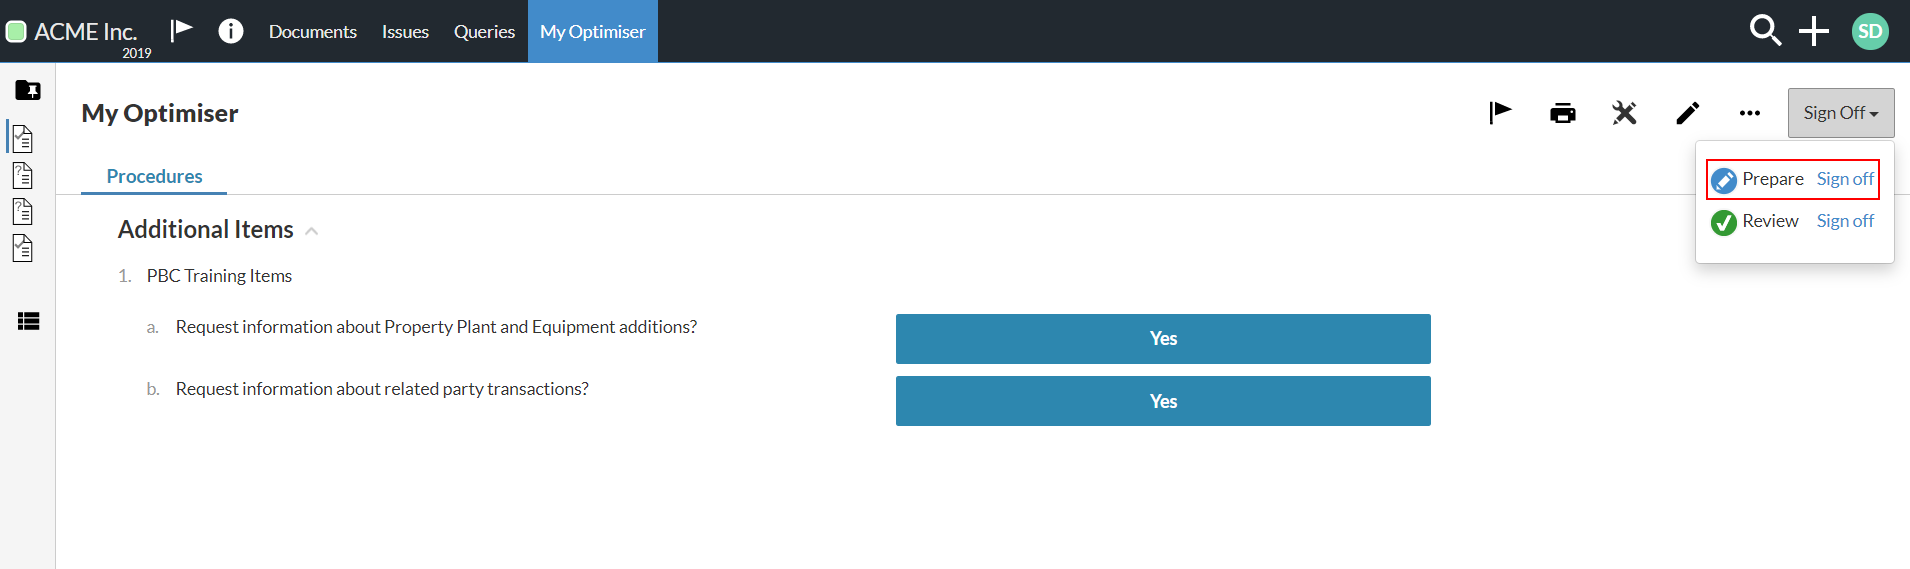 ACME Inc. Documents Issues Queries My Optimiser SD
2019
My Optimiser Sign Off
Procedures
Prepare Sign off
Review Sign off
Additional Items
1. PBC Training Items
a. Request information about Property Plant and Equipment additions? Yes
b. Request information about related party transactions? Yes